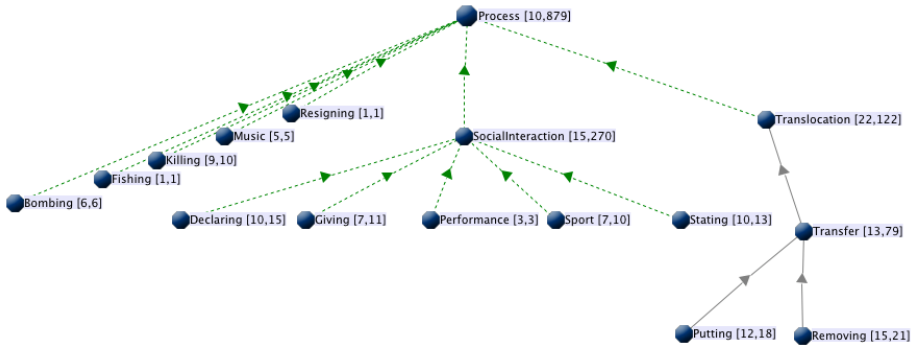 Process [10,879]
Resigning [1,1]
Translocation [22,122]
Music [5,5]
SocialInteraction [15,270]
Killing [9,10]
Fishing [1,1]
Bombing [6,6]
Declaring [10,15]
Giving [7,11]
Performance [3,3]
Sport [7,10]
Stating [10,13]
Transfer [13,79]
Putting [12,18]
Removing [15,21]